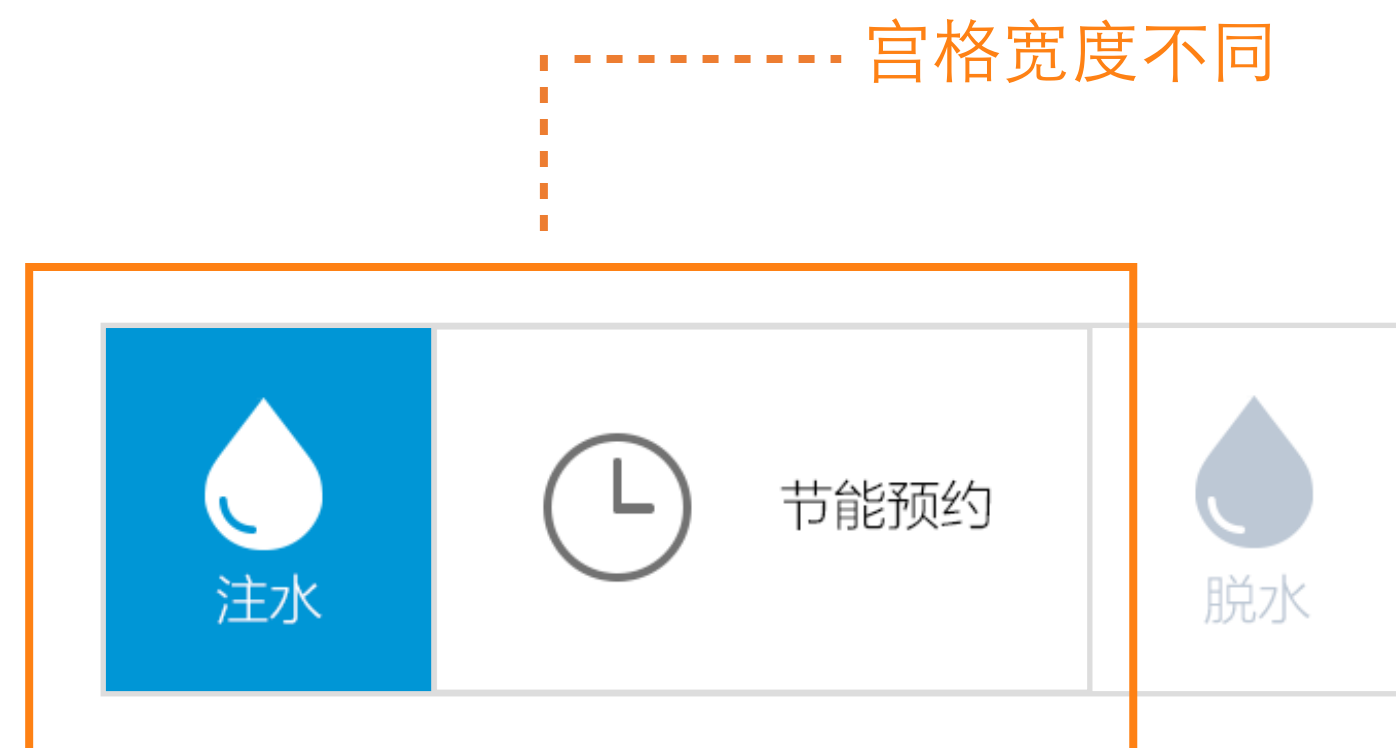 宫格宽度不同
节能预约
注水
脱水